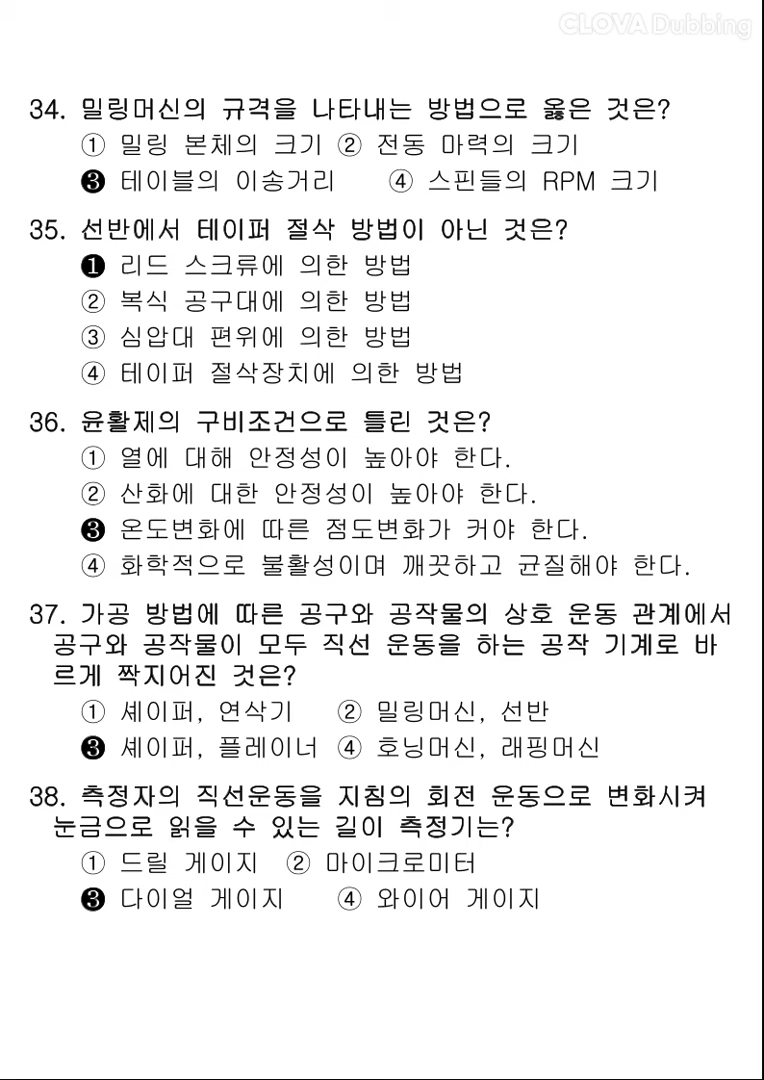 CLOVA Dubbing
34. 밀링머신의 규격을 나타내는 방법으로 옳은 것은?
① 밀링 본체의 크기 ② 전동 마력의 크기
❸ 테이블의 이송거리 ④ 스핀들의 RPM 크기
35. 선반에서 테이퍼 절삭 방법이 아닌 것은?
❶ 리드 스크류에 의한 방법
② 복식 공구대에 의한 방법
③ 심압대 편위에 의한 방법
④ 테이퍼 절삭장치에 의한 방법
36. 윤활제의 구비조건으로 틀린 것은?
① 열에 대해 안정성이 높아야 한다.
② 산화에 대한 안정성이 높아야 한다.
❸ 온도변화에 따른 점도변화가 커야 한다.
④ 화학적으로 불활성이며 깨끗하고 균질해야 한다.
37. 가공 방법에 따른 공구와 공작물의 상호 운동 관계에서
공구와 공작물이 모두 직선 운동을 하는 공작 기계로 바
르게 짝지어진 것은?
① 셰이퍼, 연삭기 ② 밀링머신, 선반
❸ 셰이퍼, 플레이너 ④ 호닝머신, 래핑머신
38. 측정자의 직선운동을 지침의 회전 운동으로 변화시켜
눈금으로 읽을 수 있는 길이 측정기는?
① 드릴 게이지 ② 마이크로미터
❸ 다이얼 게이지 ④ 와이어 게이지